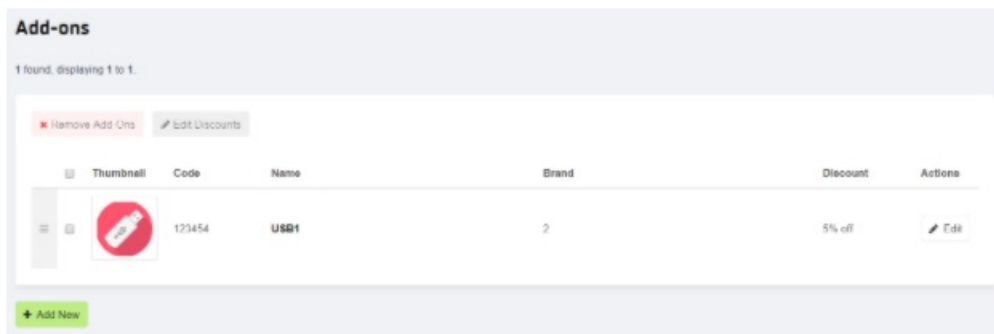 Add-ons
1 found, displaying 1 to 1.
Remove Add-Ons Edit Discounts
Thumbnail Code Name Brand Discount Actions
123454 USB1 2 5% off Edit
Add New